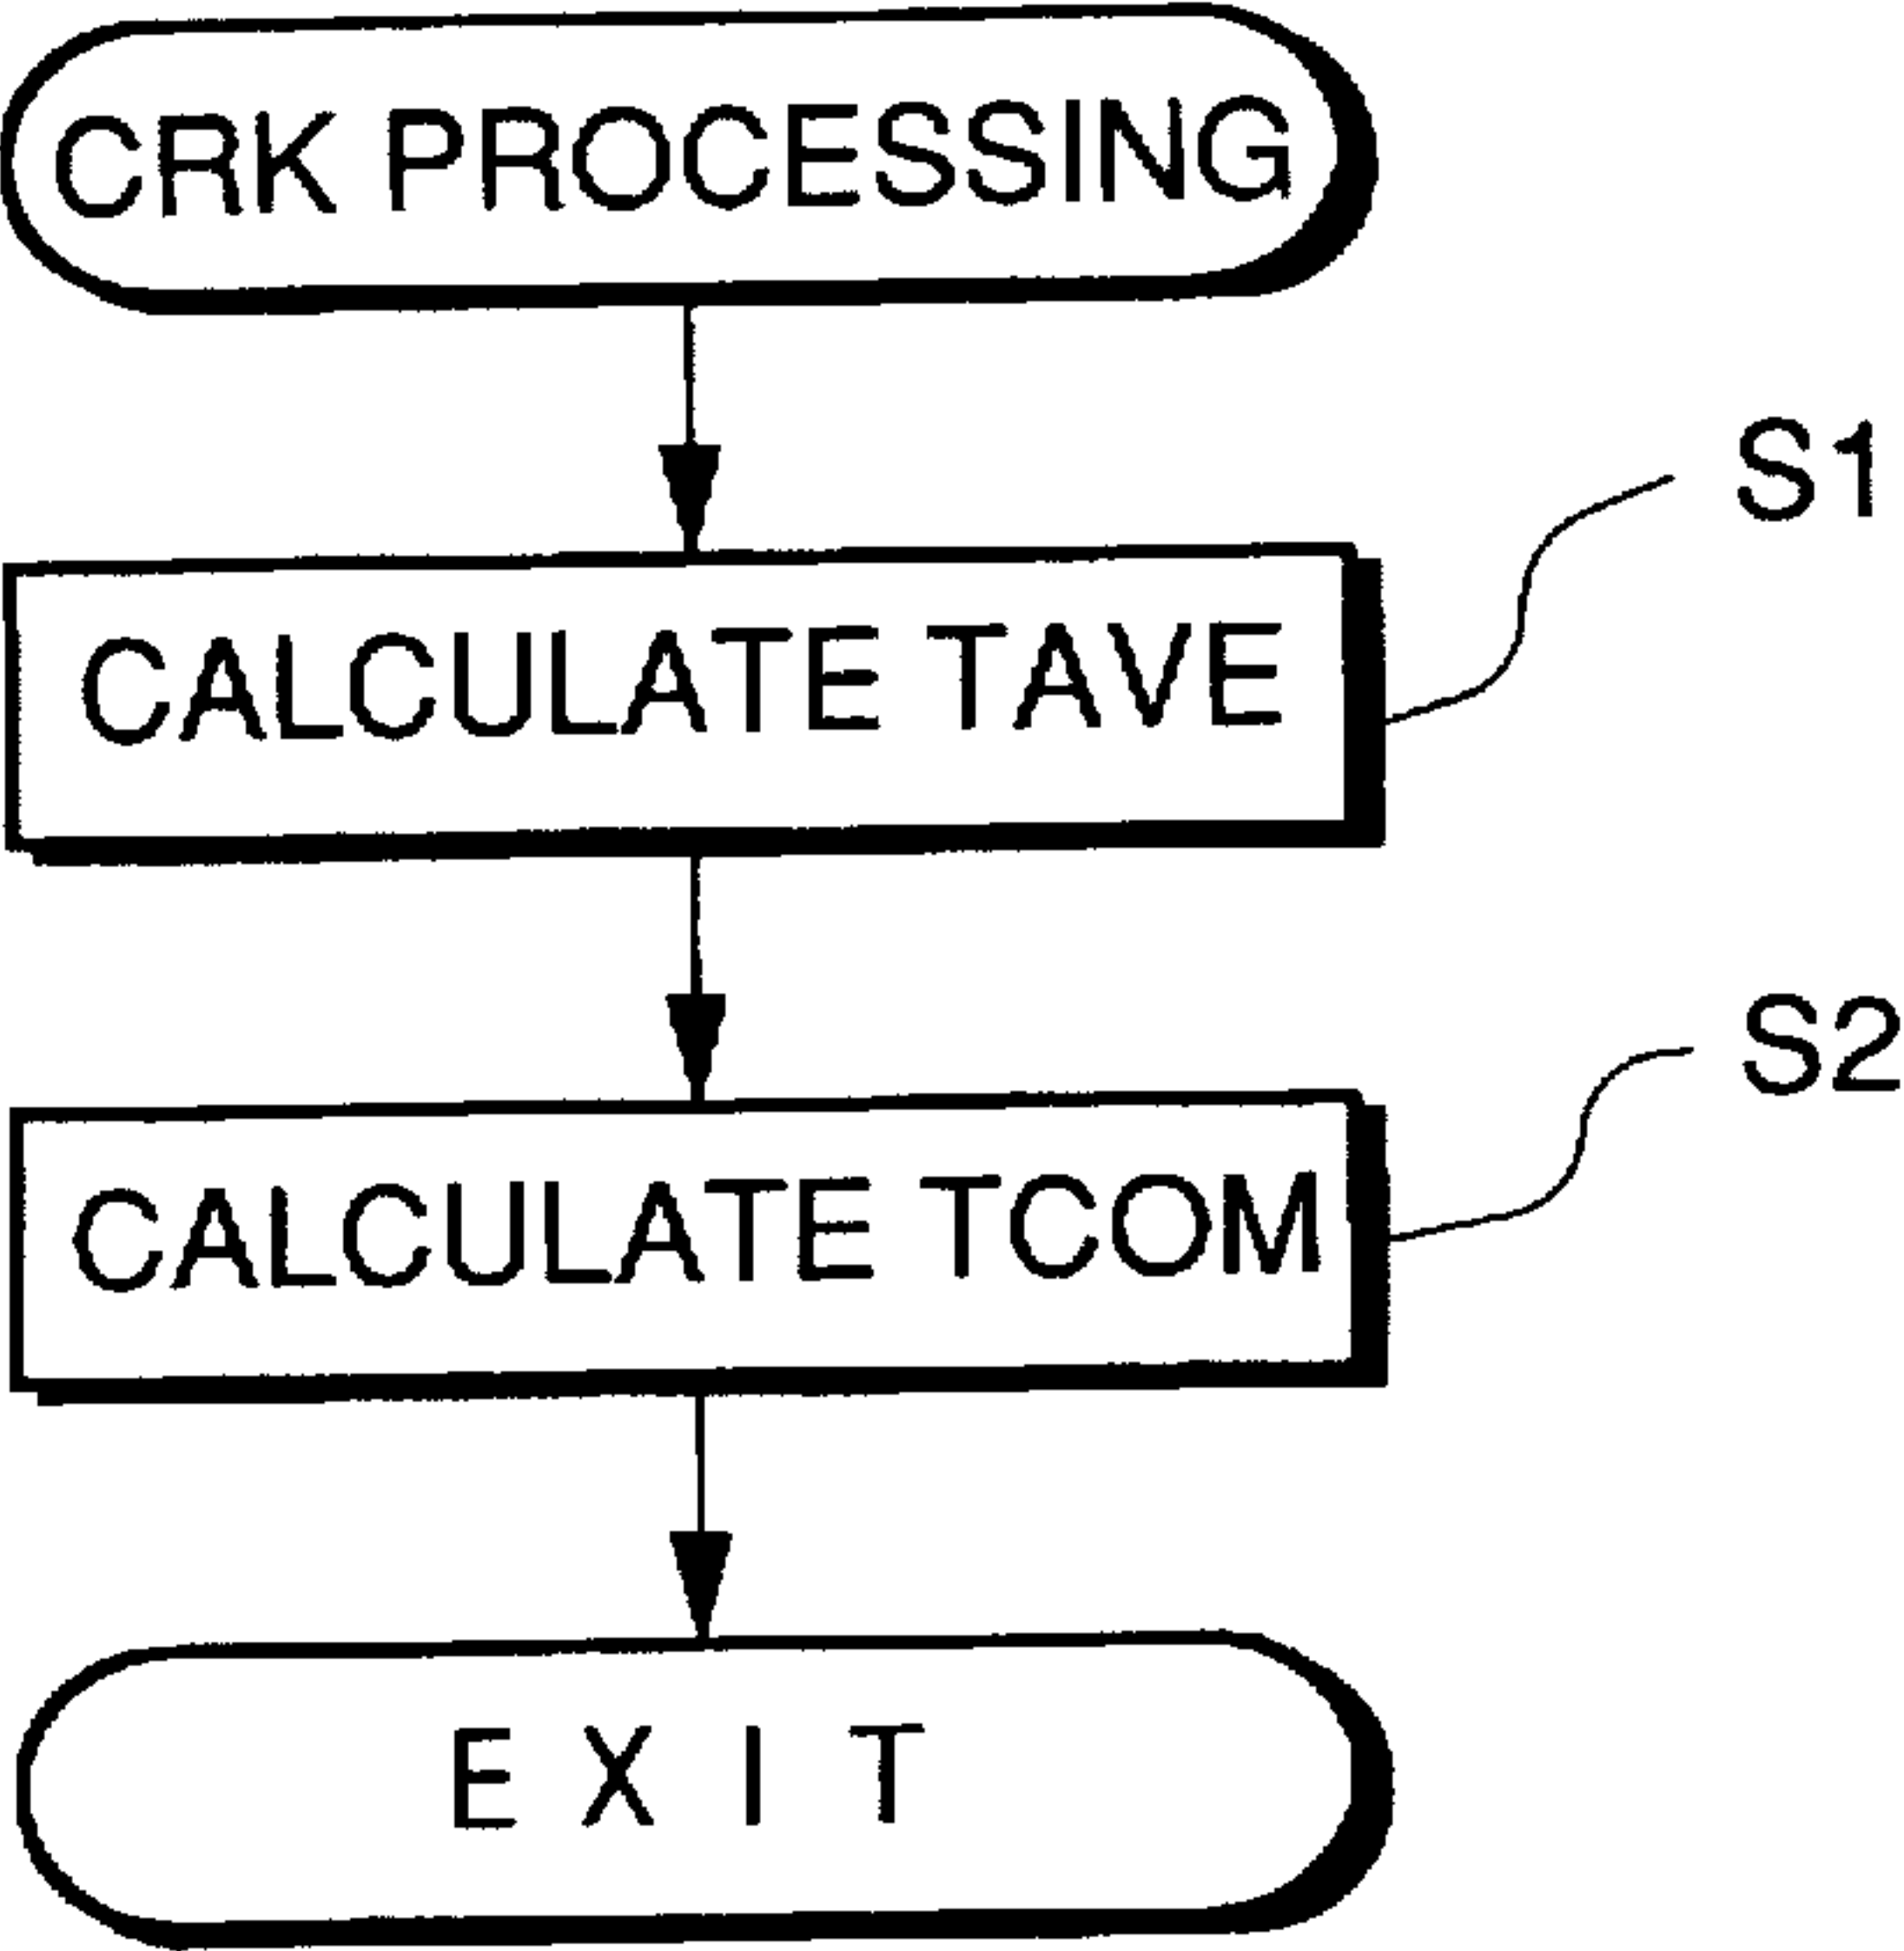 CRK PROCESSING
S1
CALCULATE TAVE
S2
CALCULATE TCOM
EXIT